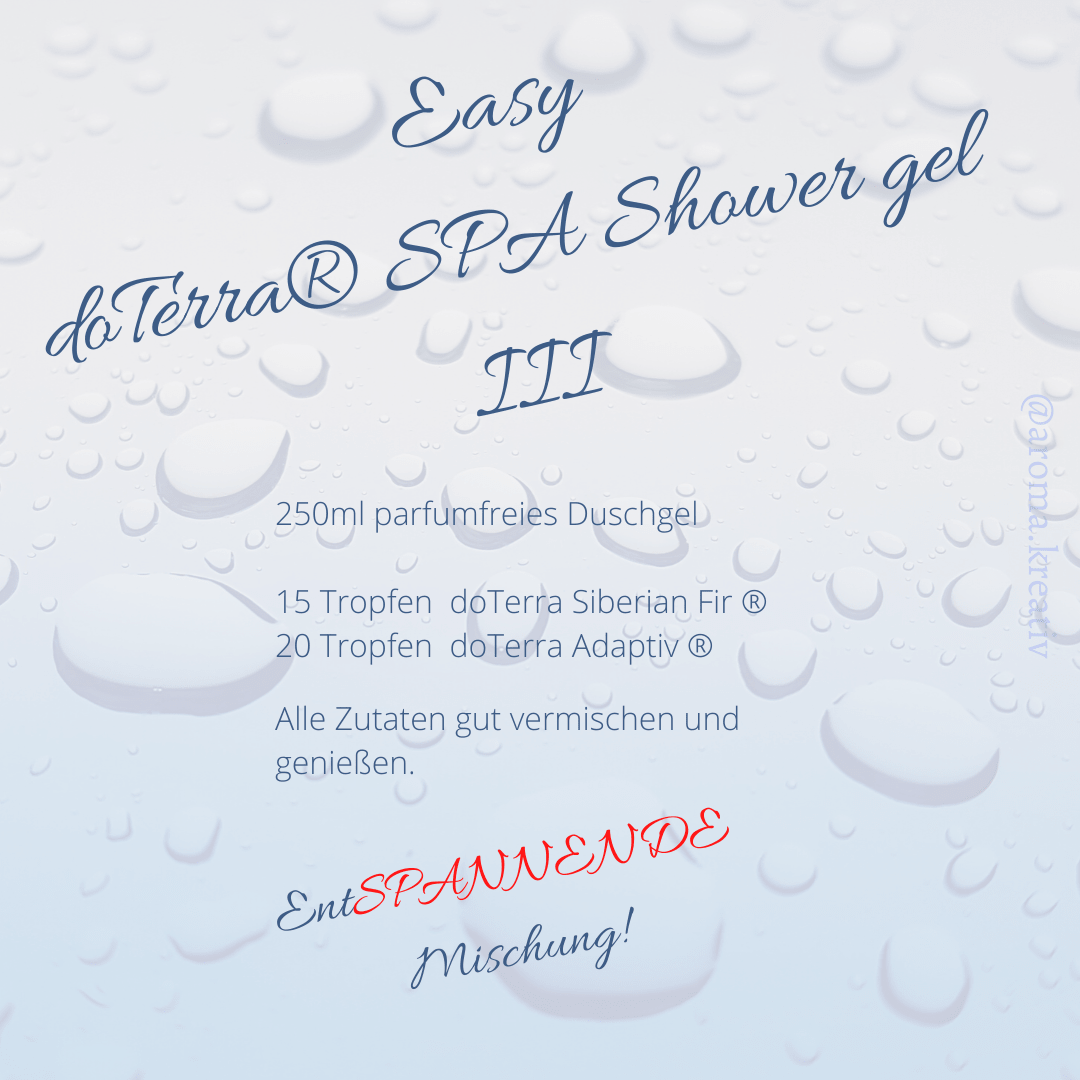 Easy
doTerra® SPA Shower gel
III
@aroma.kreativ
250ml parfumfreies Duschgel
15 Tropfen  doTerra Siberian Fir ®
20 Tropfen  doTerra Adaptiv ®
Alle Zutaten gut vermischen und
genießen.
EntSPANNENDE
Mischung!